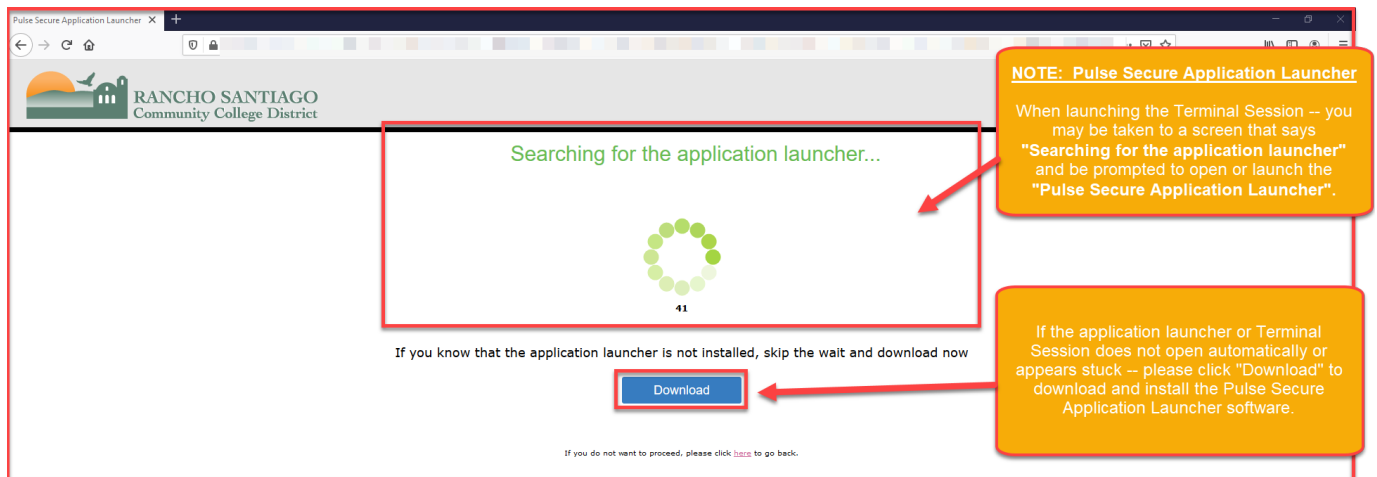 Pulse Secure Application Launcher
RANCHO SANTIAGO
Community College District
Searching for the application launcher...
41
If you know that the application launcher is not installed, skip the wait and download now
Download
If you do not want to proceed, please click here to go back.
NOTE: Pulse Secure Application Launcher
When launching the Terminal Session -- you
may be taken to a screen that says
"Searching for the application launcher"
and be prompted to open or launch the
"Pulse Secure Application Launcher".
If the application launcher or Terminal
Session does not open automatically or
appears stuck -- please click "Download" to
download and install the Pulse Secure
Application Launcher software.